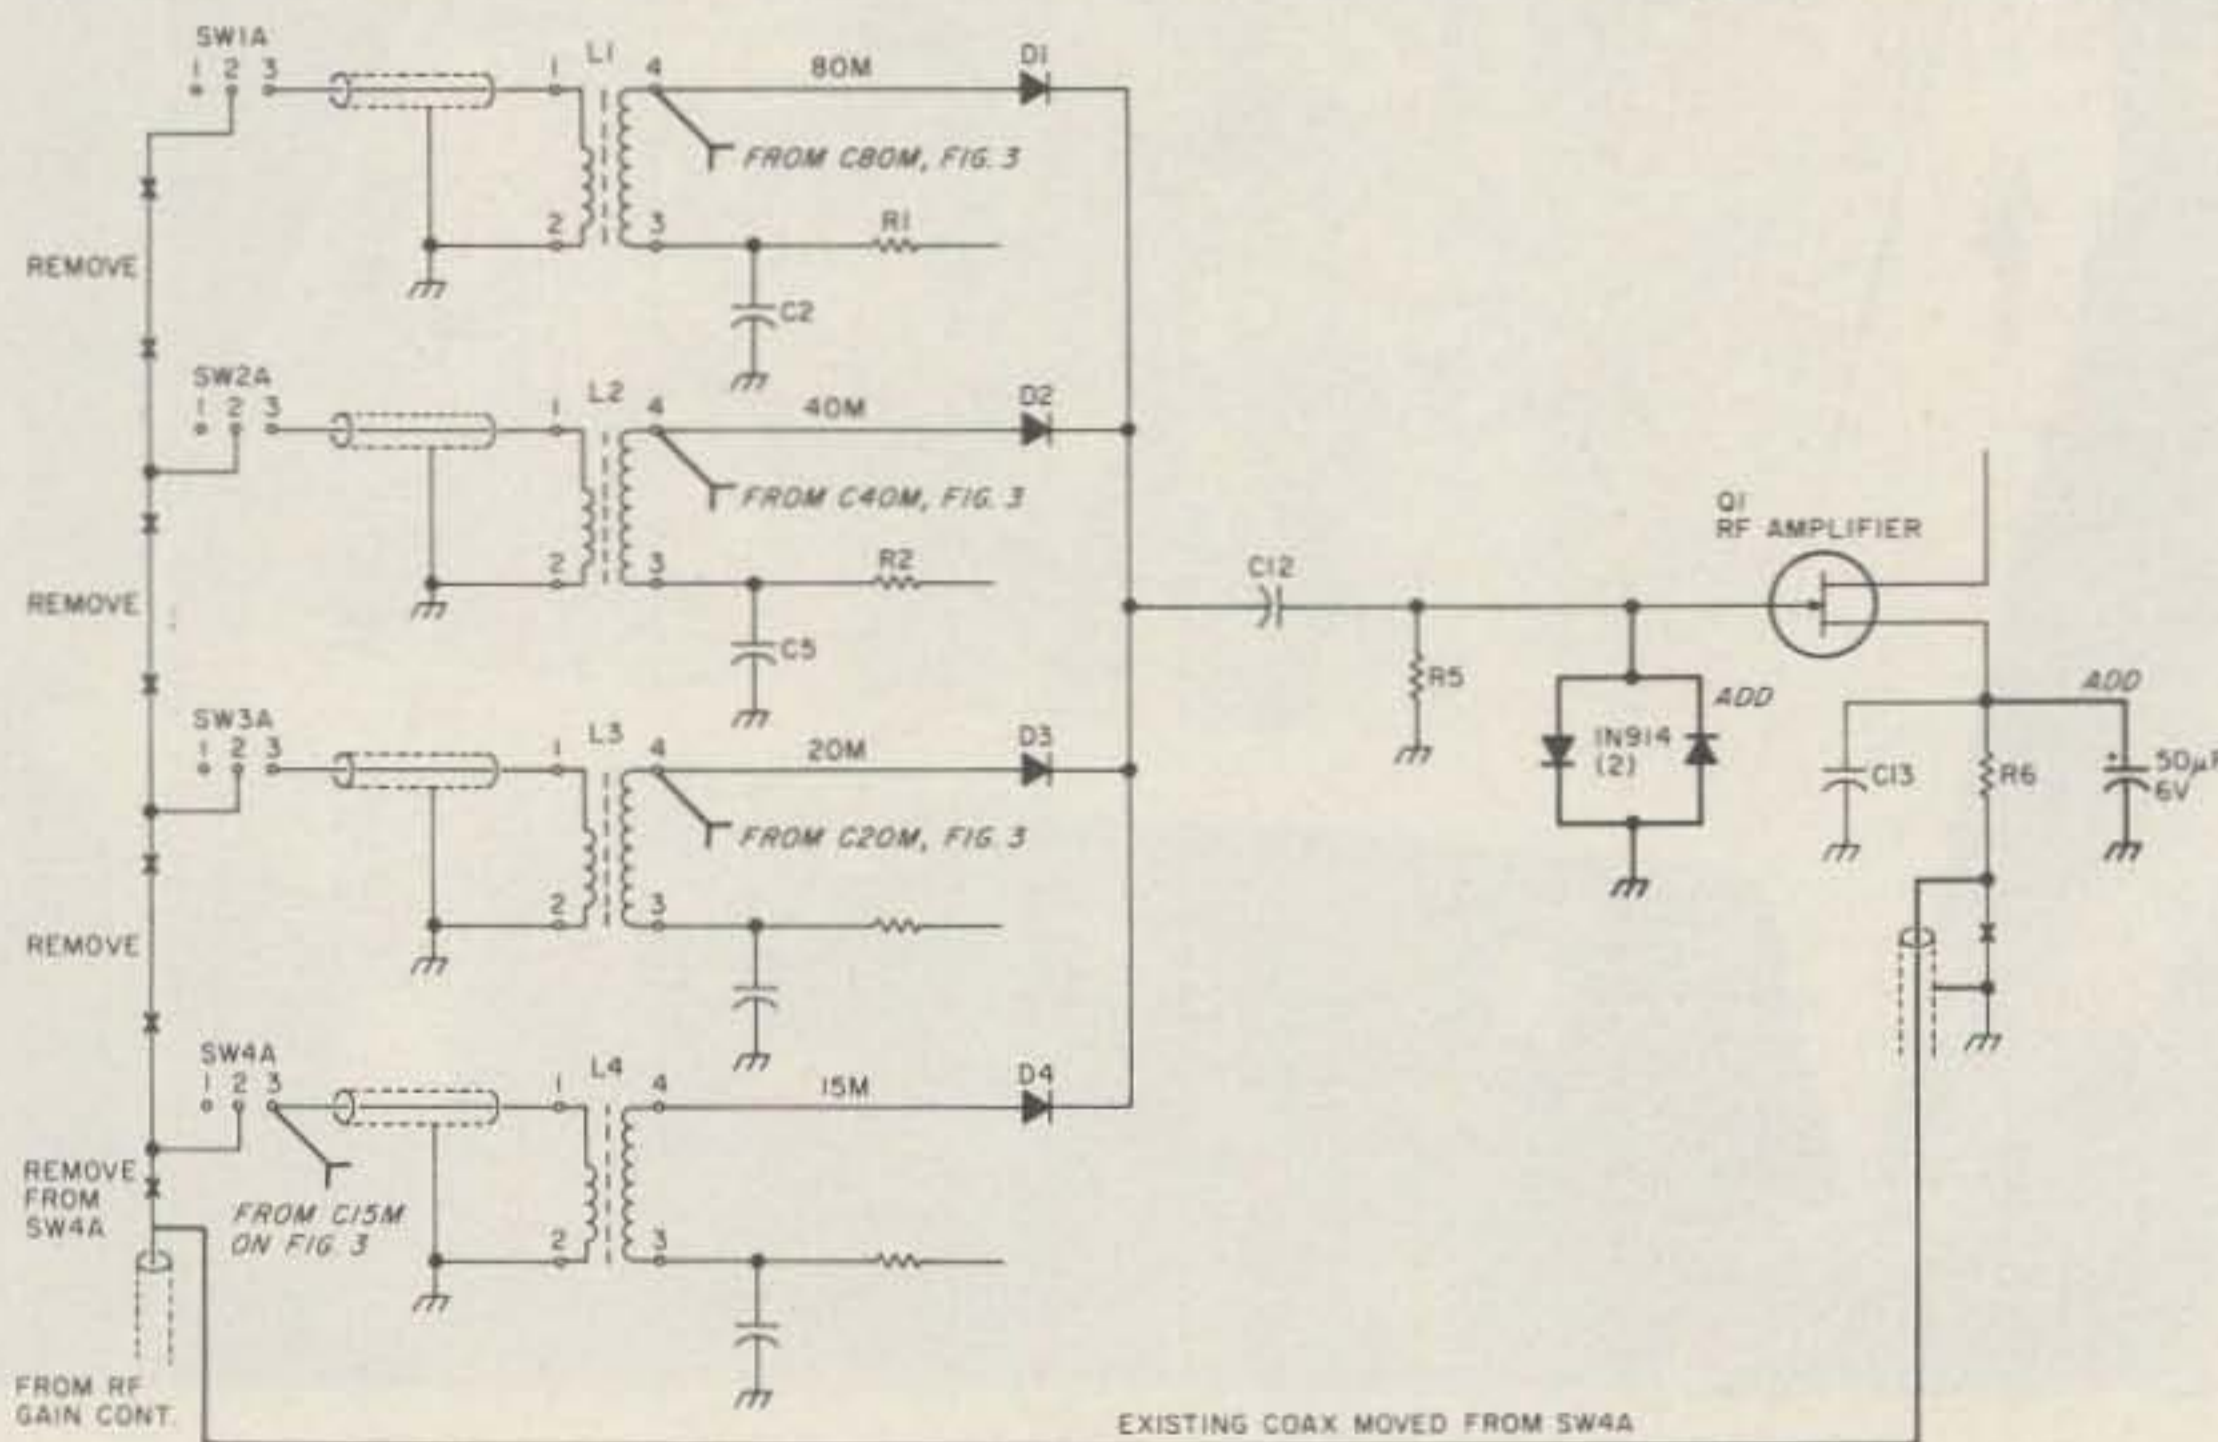 SW1A
1 2 3
1
L1
4
80M
D1
FROM C80M, FIG. 3
2
3
R1
REMOVE
C2
SW2A
1 2 3
1
L2
4
40M
D2
FROM C40M, FIG. 3
Q1
RF AMPLIFIER
2
3
R2
C12
REMOVE
C5
R5
ADD
ADD
SW3A
1 2 3
1
L3
4
20M
D3
1N914
(2)
C13
R6
+
50µF
6V
FROM C20M, FIG. 3
2
3
REMOVE
SW4A
1 2 3
1
L4
4
15M
D4
REMOVE
FROM
SW4A
FROM C15M
ON FIG. 3
2
3
FROM RF
GAIN CONT.
EXISTING COAX MOVED FROM SW4A